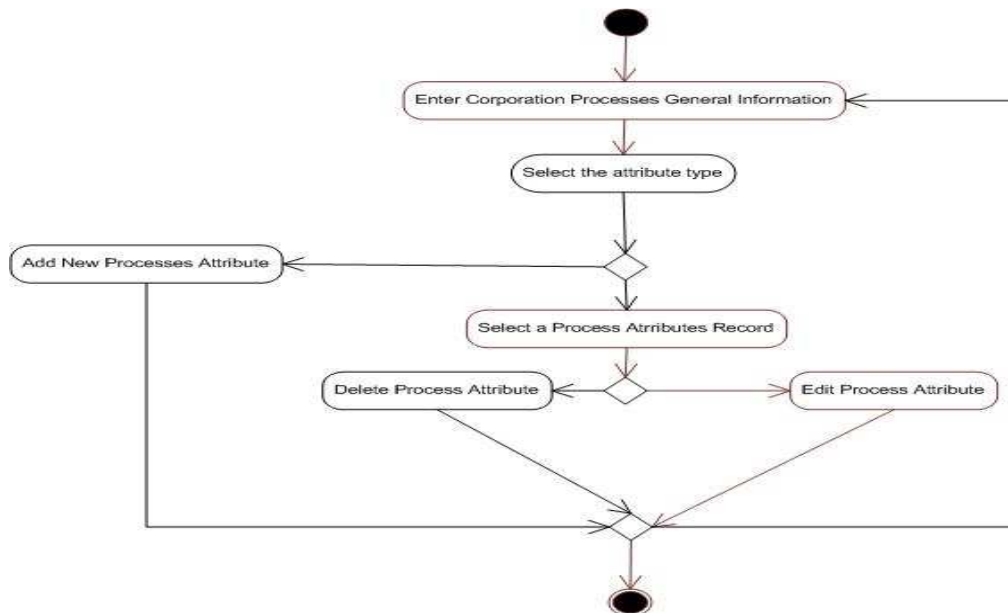 Enter Corporation Processes General Information
Select the attribute type
Add New Processes Attribute
Select a Process Atrributes Record
Delete Process Attribute
Edit Process Attribute